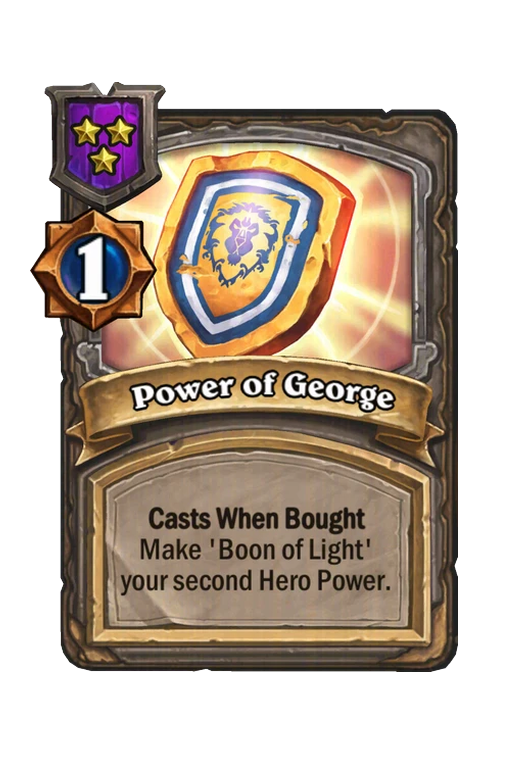 1
Power of George
Casts When Bought
Make 'Boon of Light'
your second Hero Power.